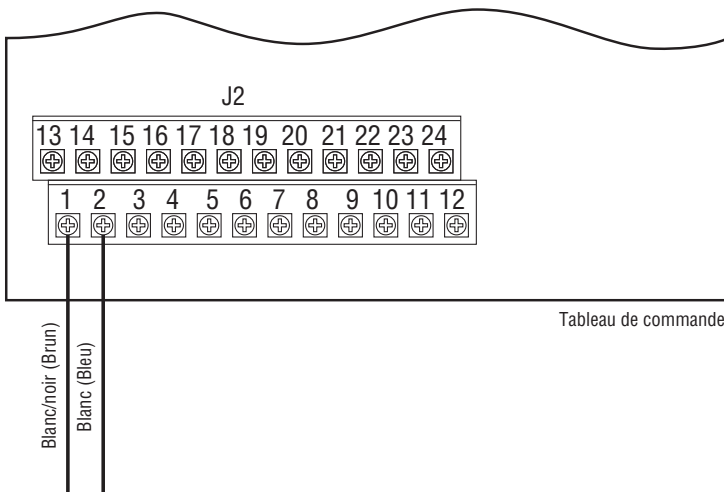 J2
13 14 15 16 17 18 19 20 21 22 23 24
1 2 3 4 5 6 7 8 9 10 11 12
Tableau de commande
Blanc/noir (Brun)
Blanc (Bleu)